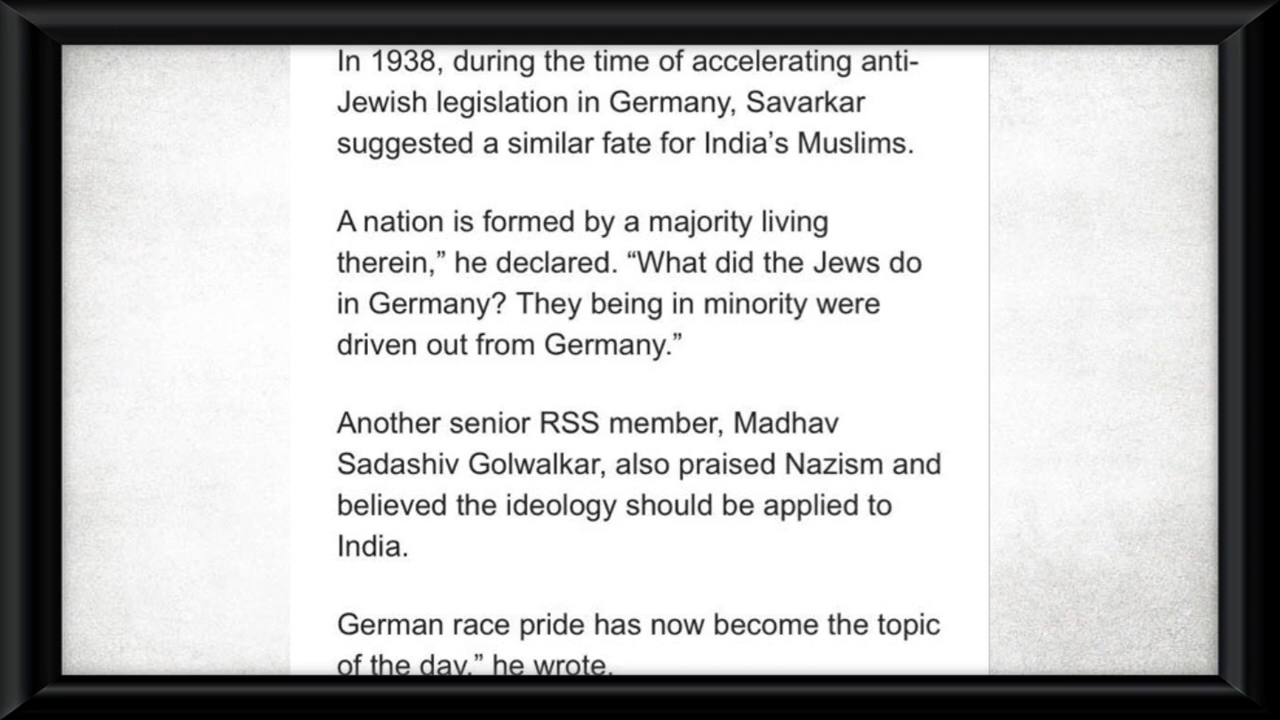 In 1938, during the time of accelerating anti-
Jewish legislation in Germany, Savarkar
suggested a similar fate for India’s Muslims.
A nation is formed by a majority living
therein,” he declared. “What did the Jews do
in Germany? They being in minority were
driven out from Germany.”
Another senior RSS member, Madhav
Sadashiv Golwalkar, also praised Nazism and
believed the ideology should be applied to
India.
German race pride has now become the topic
of the day,” he wrote.